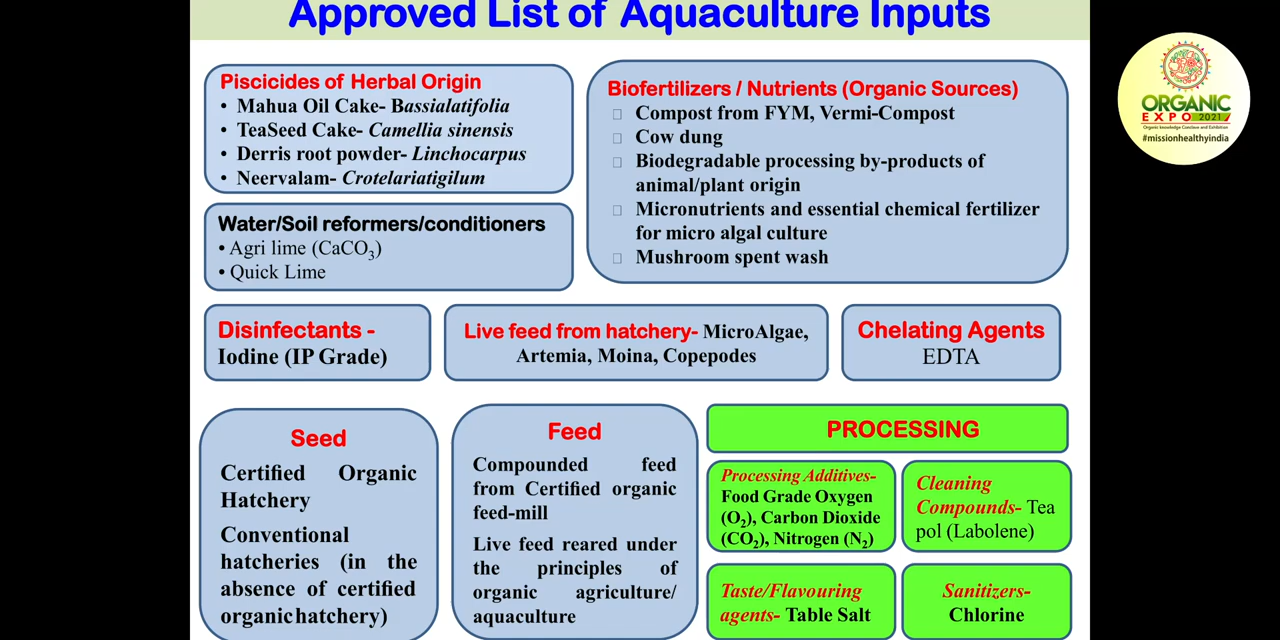 Approved List of Aquaculture Inputs
Piscicides of Herbal Origin
• Mahua Oil Cake- Bassialatifolia
• TeaSeed Cake- Camellia sinensis
• Derris root powder- Linchocarpus
• Neervalam- Crotelariatigilum
Water/Soil reformers/conditioners
• Agri lime (CaCO₃)
• Quick Lime
Biofertilizers / Nutrients (Organic Sources)
Compost from FYM, Vermi-Compost
Cow dung
Biodegradable processing by-products of
animal/plant origin
Micronutrients and essential chemical fertilizer
for micro algal culture
Mushroom spent wash
Disinfectants -
Iodine (IP Grade)
Live feed from hatchery- MicroAlgae,
Artemia, Moina, Copepodes
Chelating Agents
EDTA
Seed
Certified Organic
Hatchery
Conventional
hatcheries (in the
absence of certified
organichatchery)
Feed
Compounded feed
from Certified organic
feed-mill
Live feed reared under
the principles of
organic agriculture/
aquaculture
PROCESSING
Processing Additives-
Food Grade Oxygen
(O₂), Carbon Dioxide
(CO₂), Nitrogen (N₂)
Cleaning
Compounds- Tea
pol (Labolene)
Taste/Flavouring
agents- Table Salt
Sanitizers-
Chlorine
ORGANIC
EXPO 2021
Organic knowledge Conclave and Exhibition
#missionhealthyindia